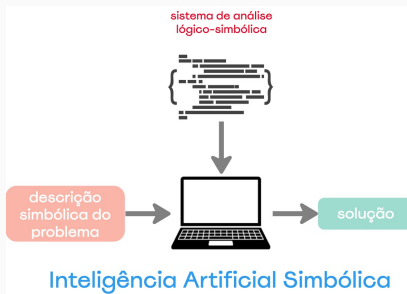 sistema de análise
lógico-simbólica
descrição
simbólica do
problema
solução
Inteligência Artificial Simbólica